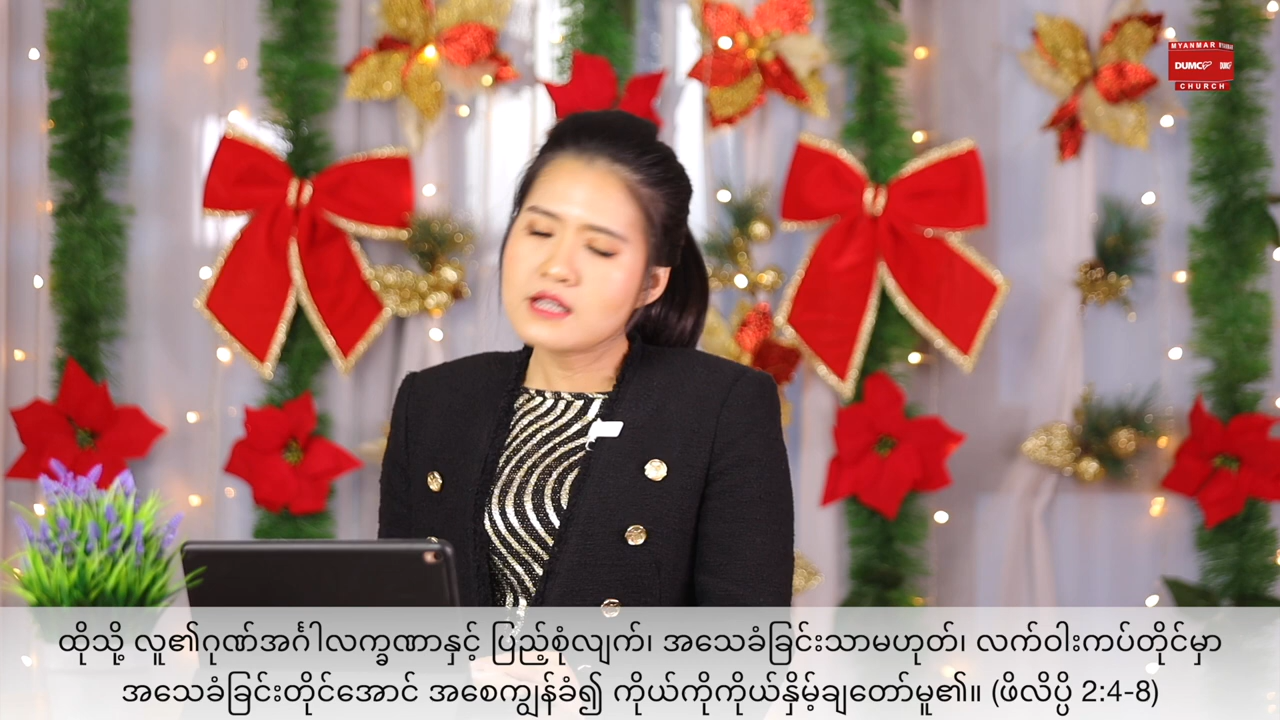 MYANMAR
DUMC
CHURCH
ထိုသို့ လူ၏ဂုဏ်အင်္ဂါလက္ခဏာနှင့် ပြည့်စုံလျက်၊ အသေခံခြင်းသာမဟုတ်၊ လက်ဝါးကပ်တိုင်မှာ
အသေခံခြင်းတိုင်အောင် အစေကျွန်ခံ၍ ကိုယ်ကိုကိုယ်နှိမ့်ချတော်မူ၏။ (ဖိလိပ္ပိ 2:4-8)